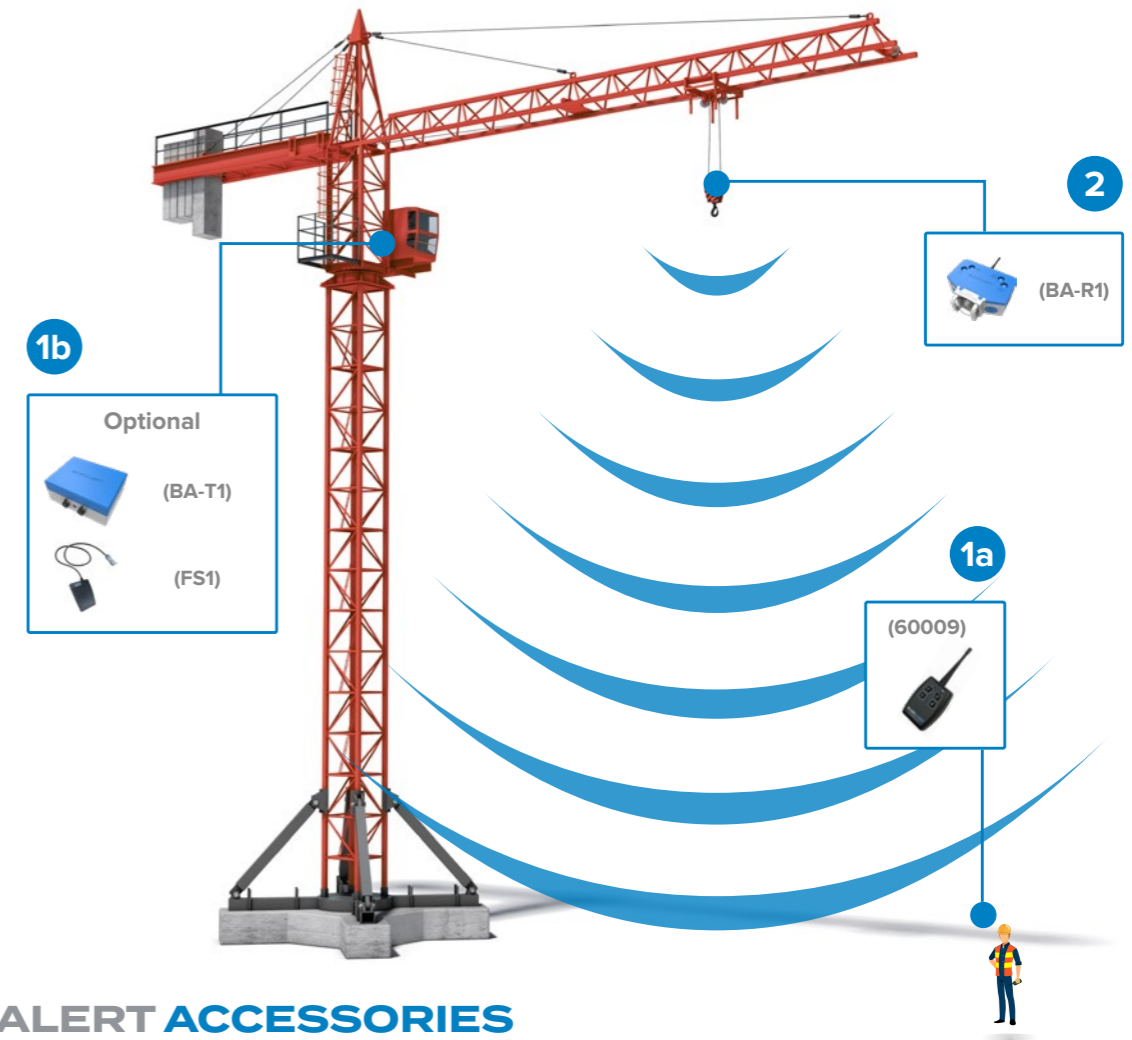 2
(BA-R1)
1b
Optional
(BA-T1)
(FS1)
1a
(60009)
ALERT ACCESSORIES